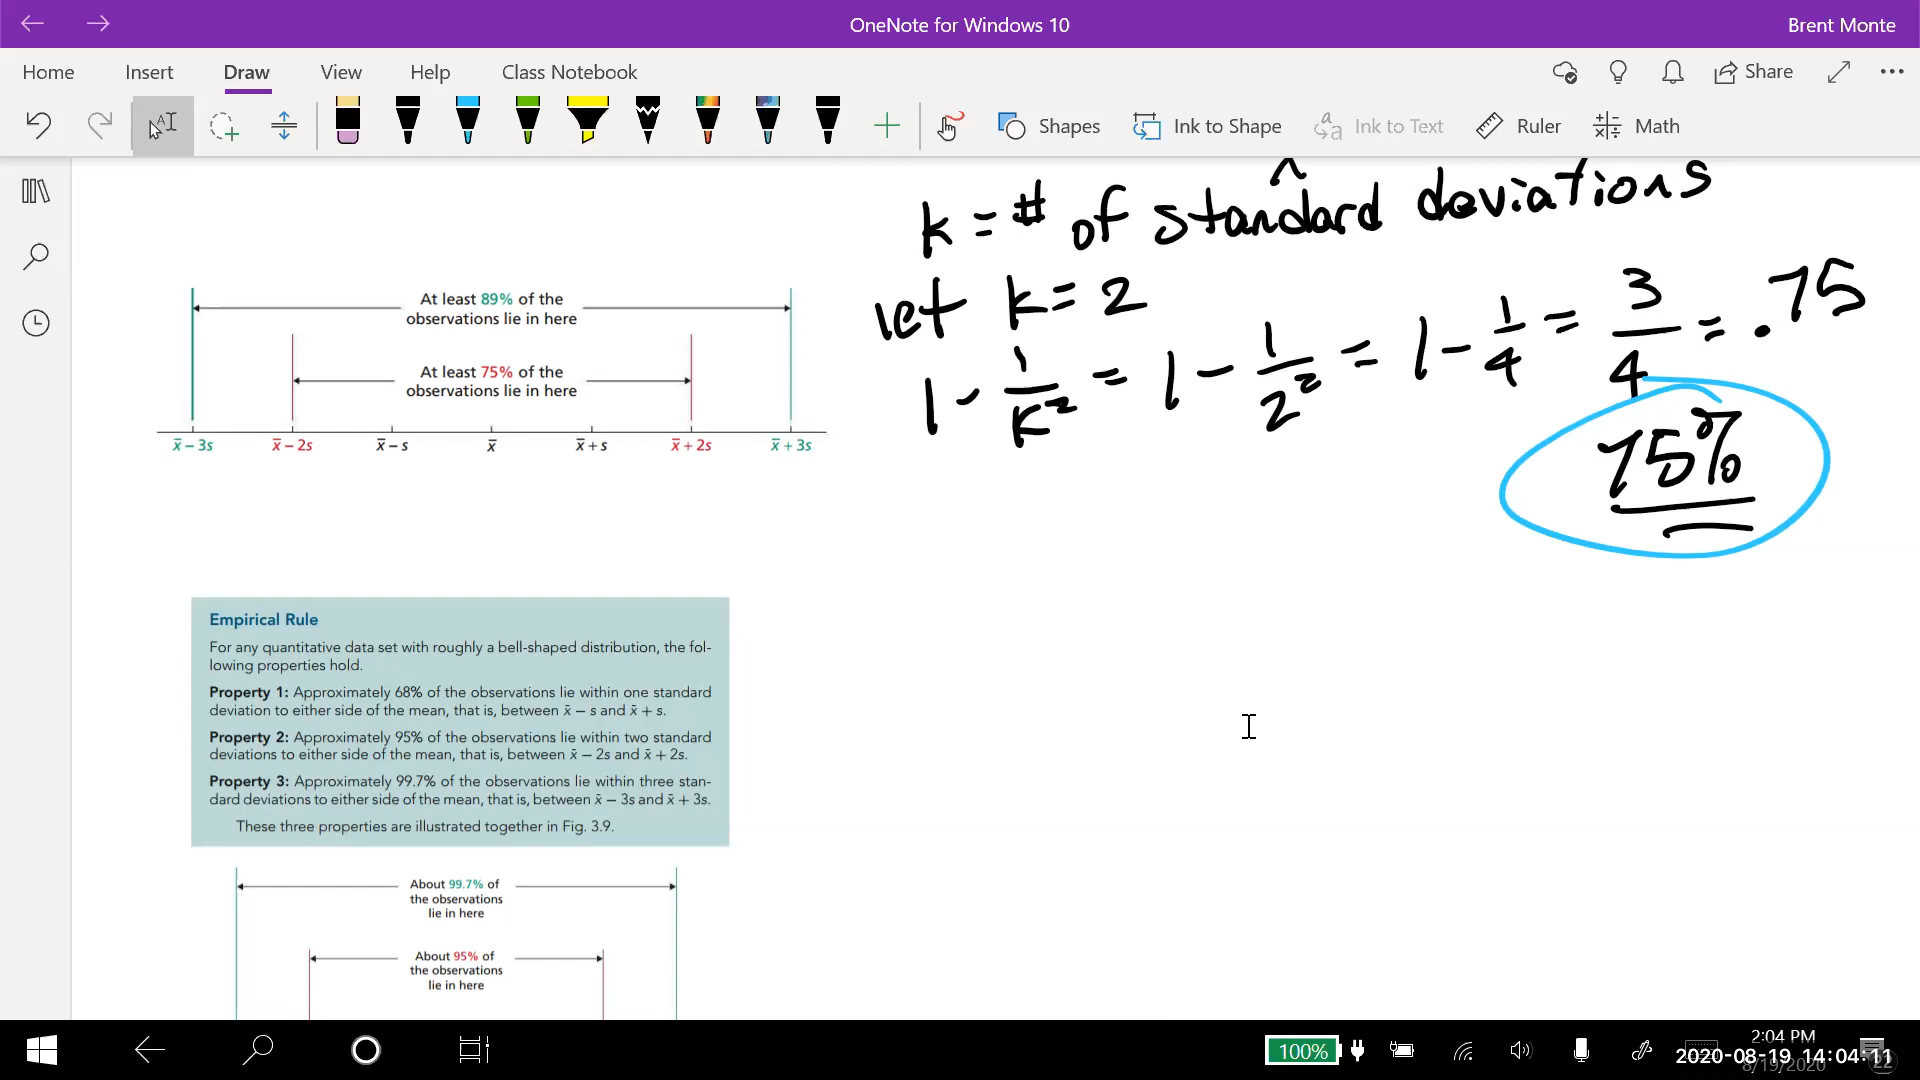 OneNote for Windows 10
Brent Monte
Home Insert Draw View Help Class Notebook
Share
Shapes Ink to Shape Ink to Text Ruler Math
k = # of standard deviations
let k = 2
1 - 1/k² = 1 - 1/2² = 1 - 1/4 = 3/4 = .75
75%
At least 89% of the
observations lie in here
At least 75% of the
observations lie in here
x̄ − 3s x̄ − 2s x̄ − s x̄ x̄ + s x̄ + 2s x̄ + 3s
Empirical Rule
For any quantitative data set with roughly a bell-shaped distribution, the fol-
lowing properties hold.
Property 1: Approximately 68% of the observations lie within one standard
deviation to either side of the mean, that is, between x̄ − s and x̄ + s.
Property 2: Approximately 95% of the observations lie within two standard
deviations to either side of the mean, that is, between x̄ − 2s and x̄ + 2s.
Property 3: Approximately 99.7% of the observations lie within three stan-
dard deviations to either side of the mean, that is, between x̄ − 3s and x̄ + 3s.
These three properties are illustrated together in Fig. 3.9.
About 99.7% of
the observations
lie in here
About 95% of
the observations
lie in here
100%
2:04 PM
2020-08-19 14:04:11
8/19/2020
22